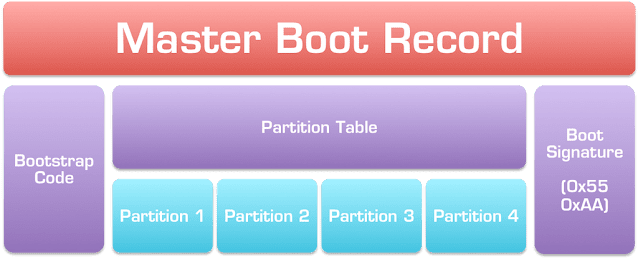 Master Boot Record
Bootstrap
Code
Partition Table
Partition 1
Partition 2
Partition 3
Partition 4
Boot
Signature
(0x55
0xAA)